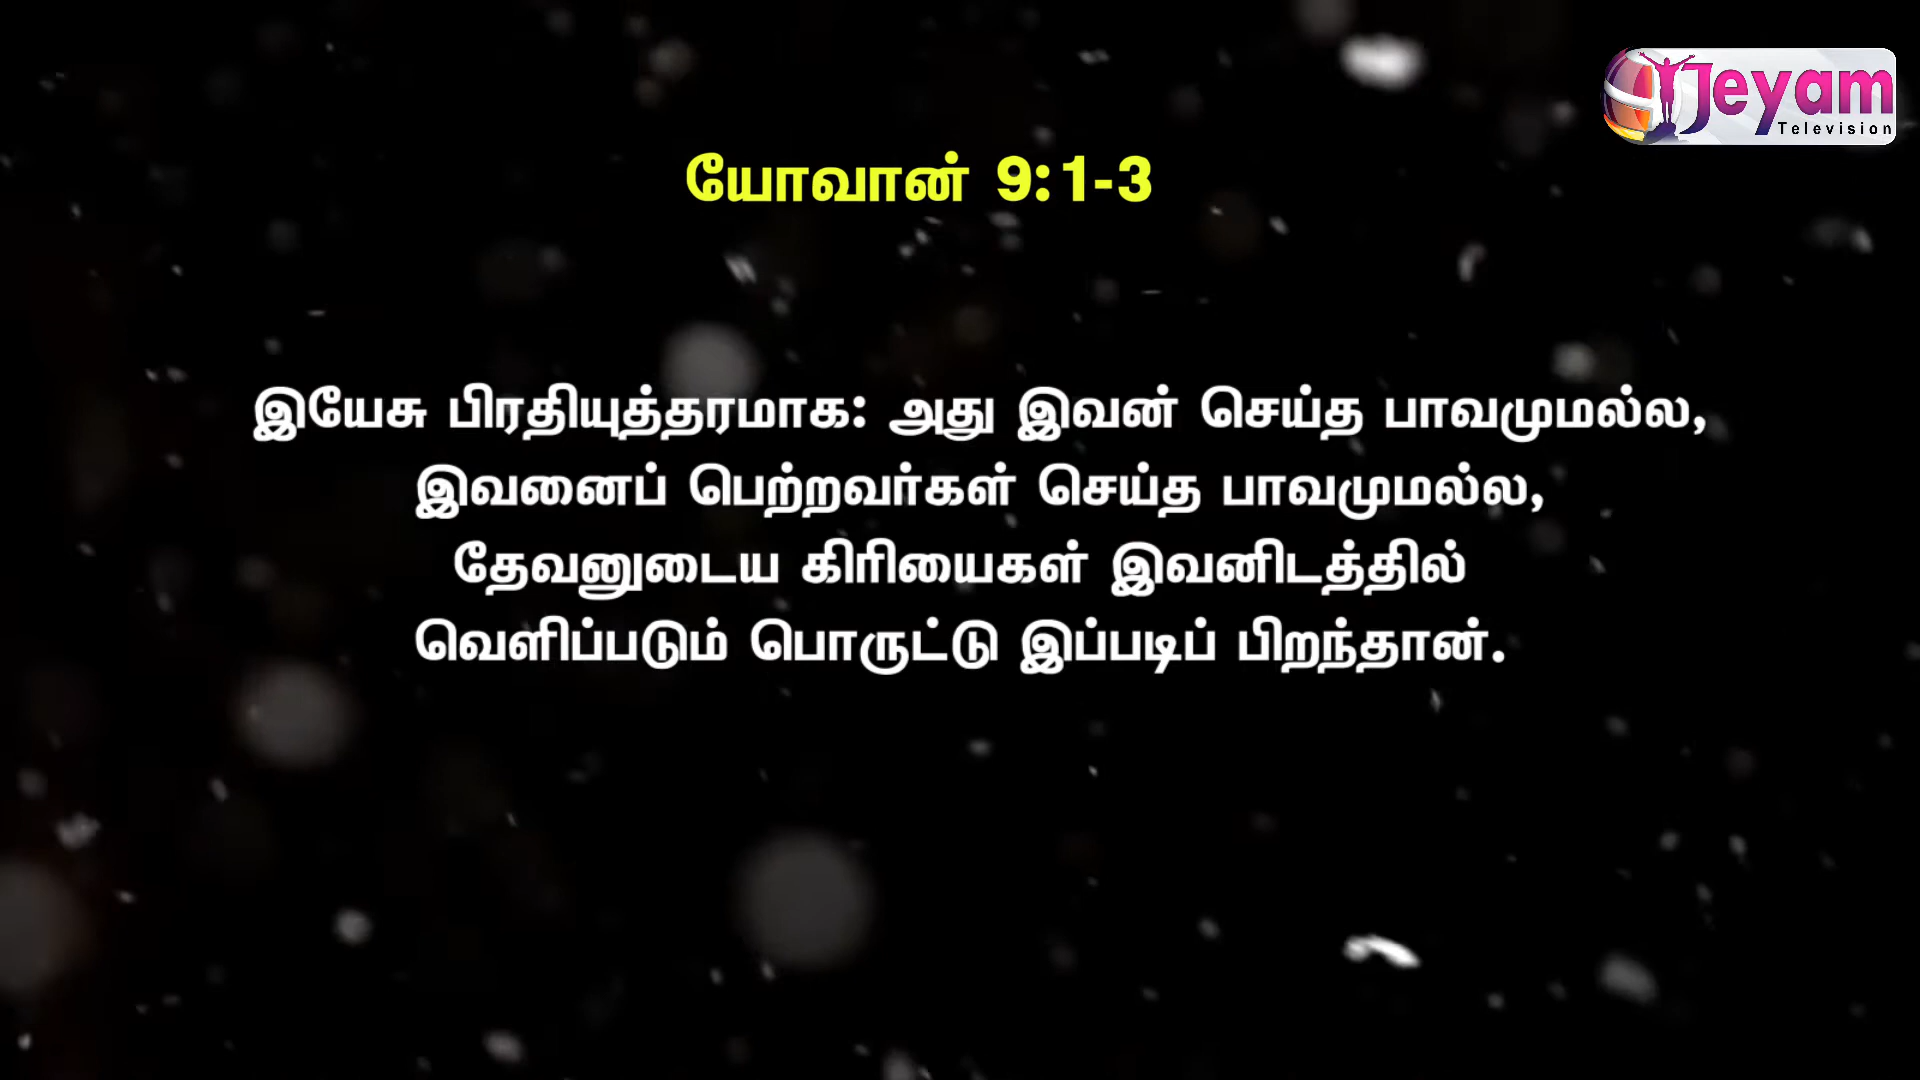 Jeyam
Television
யோவான் 9:1-3
இயேசு பிரதியுத்தரமாக: அது இவன் செய்த பாவமுமல்ல,
இவனைப் பெற்றவர்கள் செய்த பாவமுமல்ல,
தேவனுடைய கிரியைகள் இவனிடத்தில்
வெளிப்படும் பொருட்டு இப்படிப் பிறந்தான்.